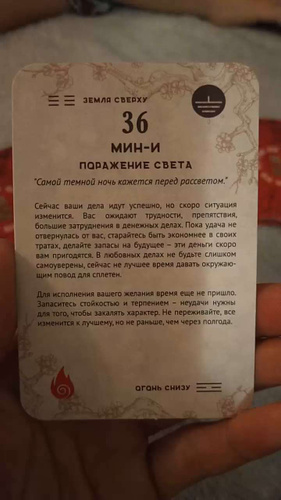 ЗЕМЛЯ СВЕРХУ
36
МИН-И
ПОРАЖЕНИЕ СВЕТА
"Самой темной ночь кажется перед рассветом."
Сейчас ваши дела идут успешно, но скоро ситуация
изменится. Вас ожидают трудности, препятствия,
большие затруднения в денежных делах. Пока удача не
отвернулась от вас, старайтесь быть экономнее в своих
тратах, делайте запасы на будущее – эти деньги скоро
вам пригодятся. В любовных делах не будьте слишком
самоуверены, сейчас не лучшее время давать окружаю-
щим повод для сплетен.
Для исполнения вашего желания время еще не пришло.
Запаситесь стойкостью и терпением – неудачи нужны
для того, чтобы закалять характер. Не переживайте, все
изменится к лучшему, но не раньше, чем через полгода.
ОГОНЬ СНИЗУ